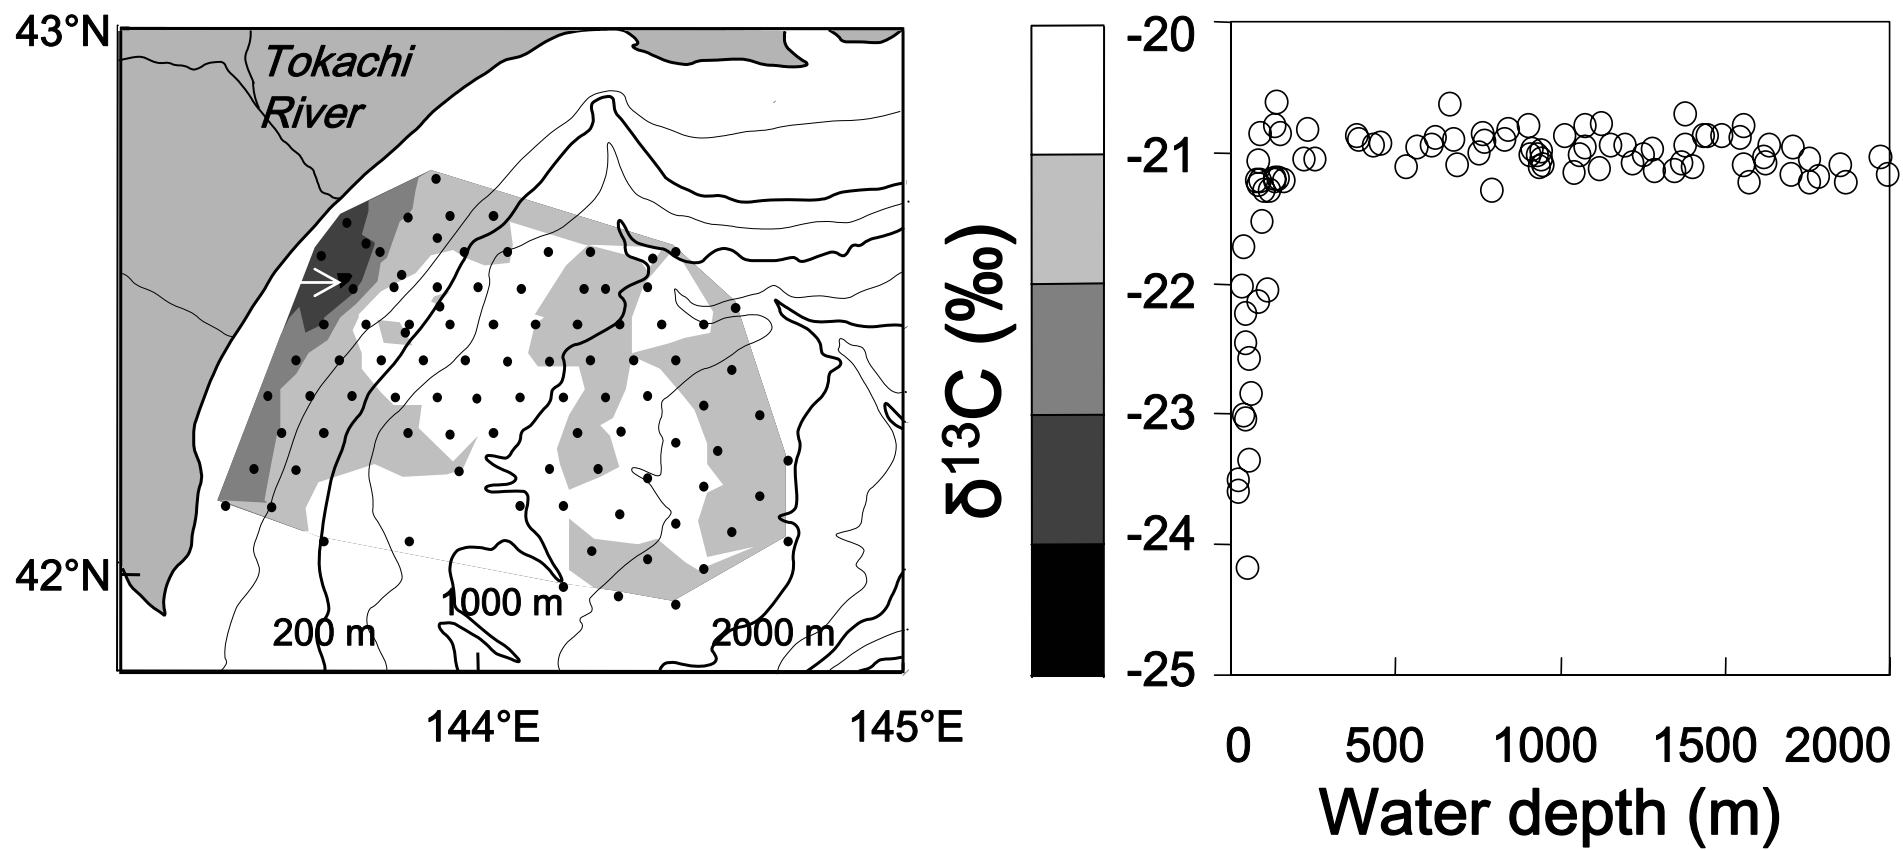 43°N
Tokachi
River
42°N
1000 m
200 m
2000 m
144°E
145°E
δ13C (‰)
-20
-21
-22
-23
-24
-25
0
500
1000
1500
2000
Water depth (m)